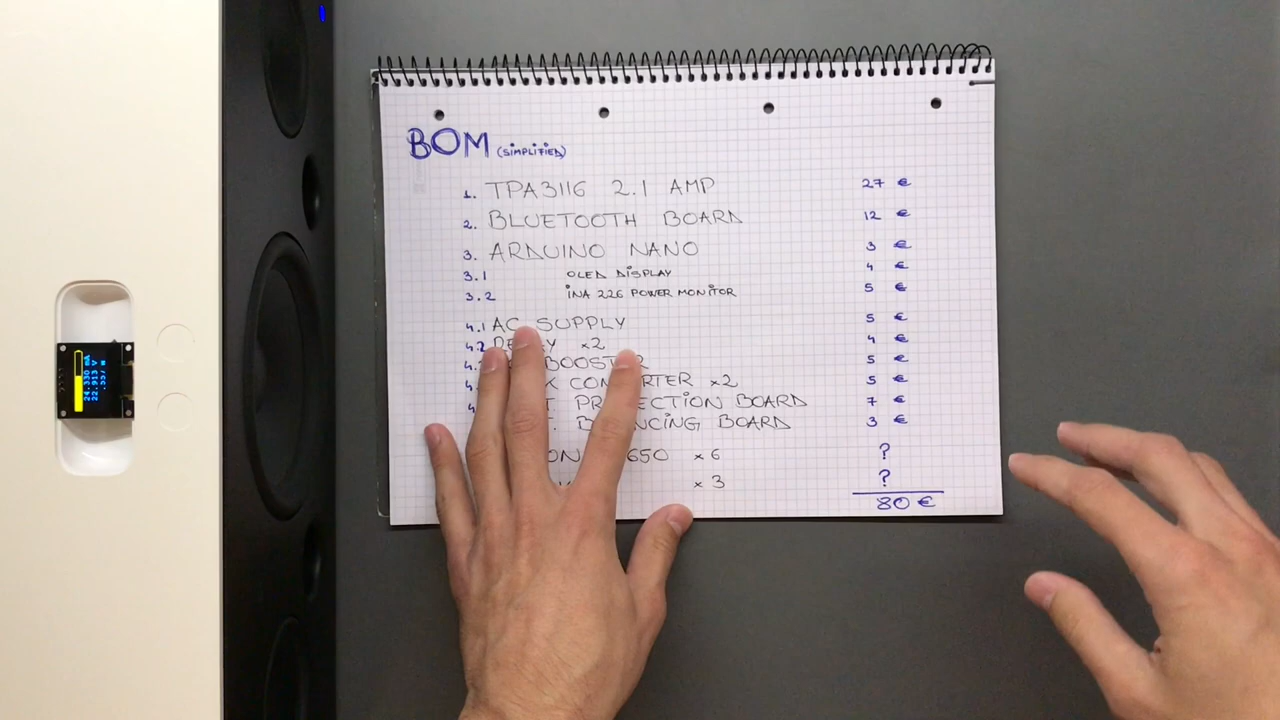 BOM (SIMPLIFIED)
1. TPA3116 2.1 AMP 27 €
2. BLUETOOTH BOARD 12 €
3. ARDUINO NANO 3 €
3.1 OLED DISPLAY 4 €
3.2 INA 226 POWER MONITOR 5 €
4.1 AC SUPPLY 5 €
4.2 x2 4 €
BOOSTER 5 €
CONVERTER x2 5 €
PROTECTION BOARD 7 €
BOARD 3 €
x 6 ?
x 3 ?
80 €